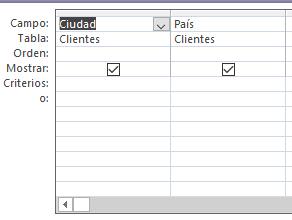 Campo: Ciudad País
Tabla: Clientes Clientes
Orden:
Mostrar:
Criterios:
o: